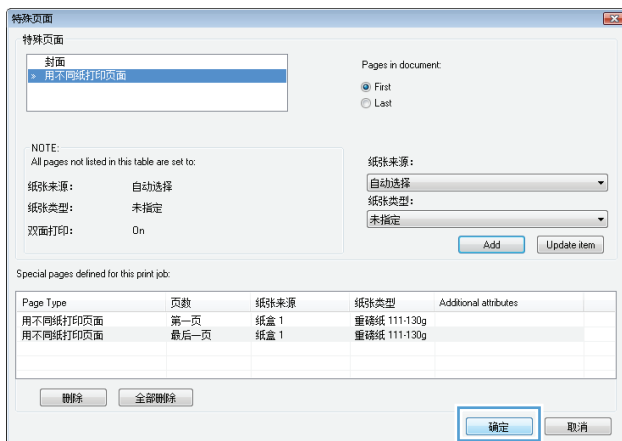 特殊页面
特殊页面
封面
» 用不同纸打印页面
Pages in document:
First
Last
NOTE:
All pages not listed in this table are set to:
纸张来源： 自动选择
纸张类型： 未指定
双面打印： On
纸张来源：
自动选择
纸张类型：
未指定
Add Update item
Special pages defined for this print job:
Page Type 页数 纸张来源 纸张类型 Additional attributes
用不同纸打印页面 第一页 纸盒 1 重磅纸 111-130g
用不同纸打印页面 最后一页 纸盒 1 重磅纸 111-130g
删除 全部删除
确定 取消